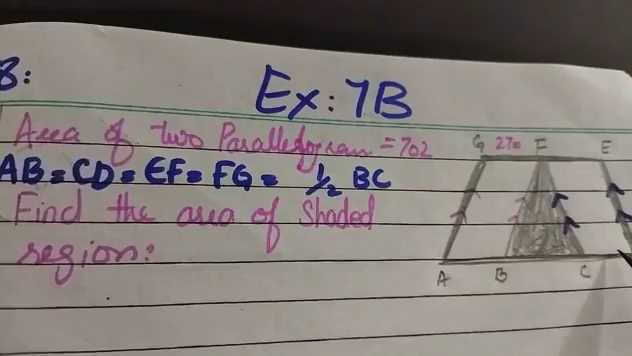 8:
Ex: 7B
Area of two Parallelogram = 702
AB = CD = EF = FG = 1/2 BC
Find the area of Shaded
region:
G 27c F E
A B C